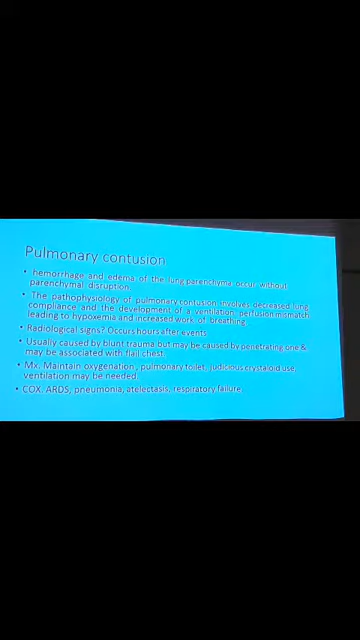 Pulmonary contusion
• hemorrhage and edema of the lung parenchyma occur without
parenchymal disruption.
• The pathophysiology of pulmonary contusion involves decreased lung
compliance and the development of a ventilation, perfusion mismatch
leading to hypoxemia and increased work of breathing.
• Radiological signs? Occurs hours after events
• Usually caused by blunt trauma but may be caused by penetrating one &
may be associated with flail chest.
• Mx. Maintain oxygenation, pulmonary toilet, judicious crystaloid use,
ventilation may be needed.
• COX. ARDS, pneumonia, atelectasis, respiratory failure.